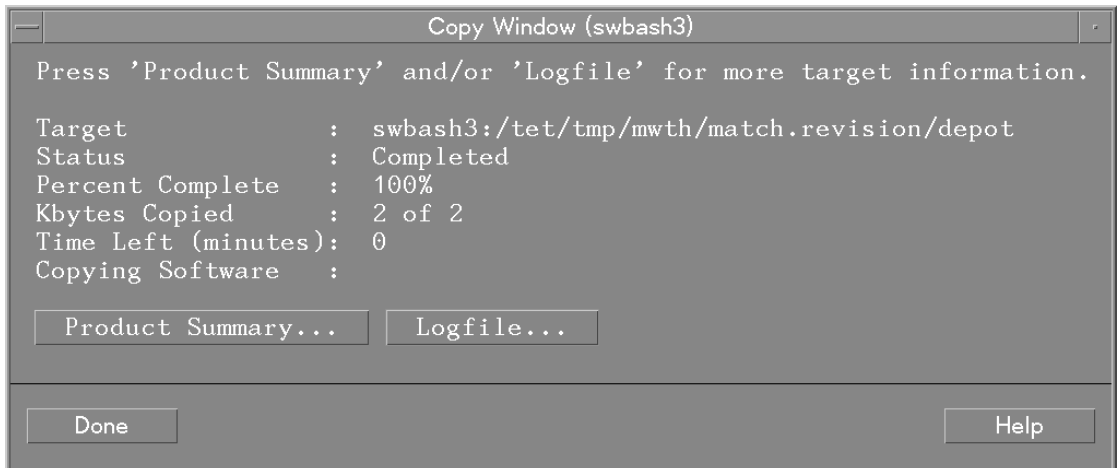 Copy Window (swbash3)
Press 'Product Summary' and/or 'Logfile' for more target information.
Target : swbash3:/tet/tmp/mwth/match.revision/depot
Status : Completed
Percent Complete : 100%
Kbytes Copied : 2 of 2
Time Left (minutes): 0
Copying Software :
Product Summary... Logfile...
Done Help